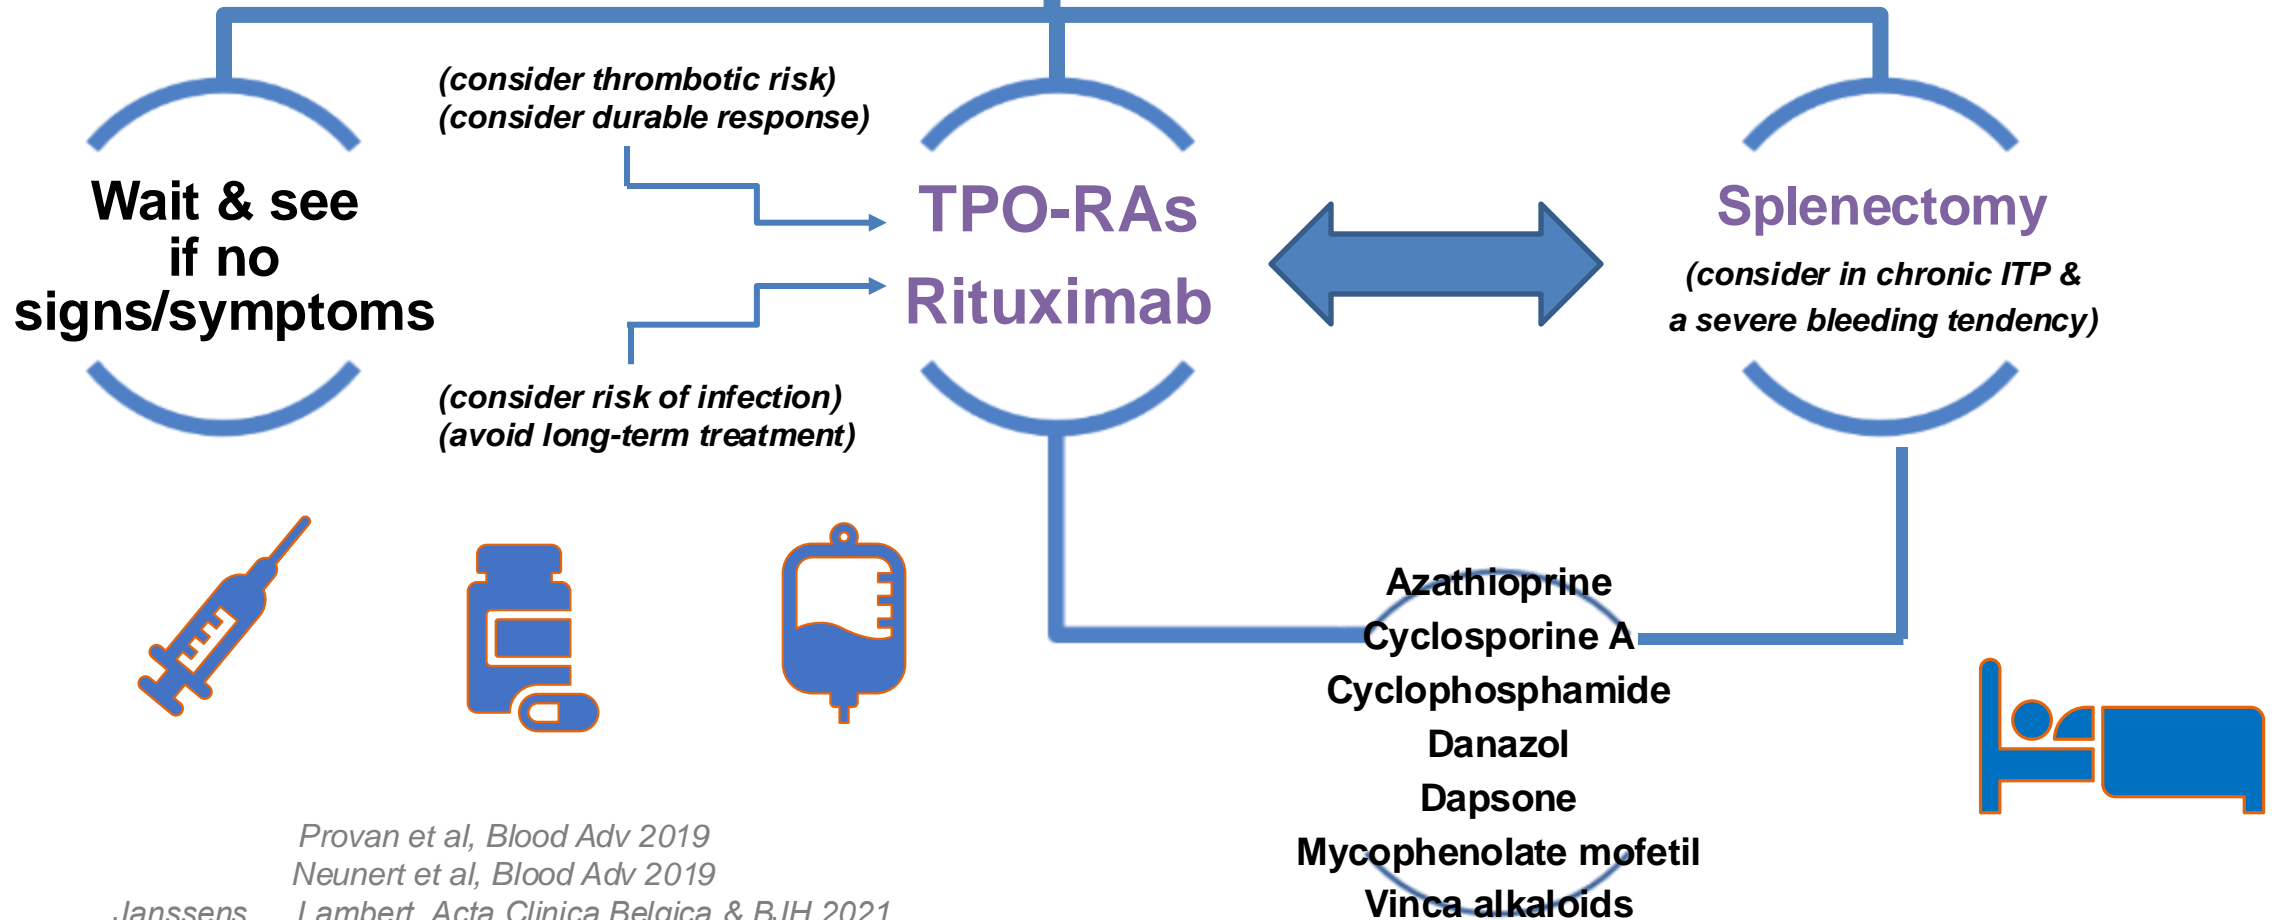 (consider thrombotic risk)
(consider durable response)
Wait & see
if no
signs/symptoms
TPO-RAs
Rituximab
Splenectomy
(consider in chronic ITP &
a severe bleeding tendency)
(consider risk of infection)
(avoid long-term treatment)
Azathioprine
Cyclosporine A
Cyclophosphamide
Danazol
Dapsone
Mycophenolate mofetil
Vinca alkaloids
Provan et al, Blood Adv 2019
Neunert et al, Blood Adv 2019
Janssens Lambert, Acta Clinica Belgica & BJH 2021